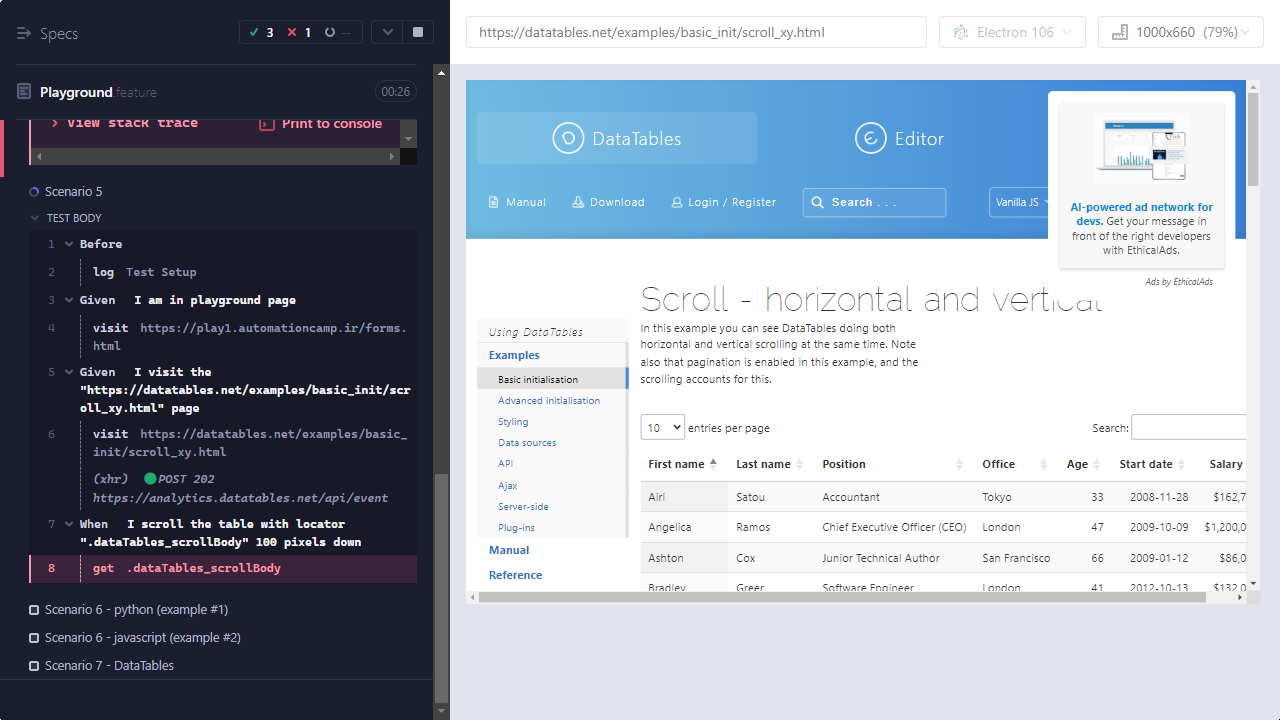 Specs
3
1
--
Playground.feature
00:26
View stack trace
Print to console
Scenario 5
TEST BODY
1 Before
2 log Test Setup
3 Given I am in playground page
4 visit https://play1.automationcamp.ir/forms.
html
5 Given I visit the
"https://datatables.net/examples/basic_init/scr
oll_xy.html" page
6 visit https://datatables.net/examples/basic_
init/scroll_xy.html
(xhr) POST 202
https://analytics.datatables.net/api/event
7 When I scroll the table with locator
".dataTables_scrollBody" 100 pixels down
8 get .dataTables_scrollBody
Scenario 6 - python (example #1)
Scenario 6 - javascript (example #2)
Scenario 7 - DataTables
https://datatables.net/examples/basic_init/scroll_xy.html
Electron 106
1000x660 (79%)
DataTables
Editor
Manual
Download
Login / Register
Search . . .
Vanilla JS
AI-powered ad network for
devs. Get your message in
front of the right developers
with EthicalAds.
Ads by EthicalAds
Scroll - horizontal and vertical
In this example you can see DataTables doing both
horizontal and vertical scrolling at the same time. Note
also that pagination is enabled in this example, and the
scrolling accounts for this.
Using DataTables
Examples
Basic initialisation
Advanced initialisation
Styling
Data sources
API
Ajax
Server-side
Plug-ins
Manual
Reference
10 entries per page
Search:
First name Last name Position Office Age Start date Salary
Airi Satou Accountant Tokyo 33 2008-11-28 $162,7
Angelica Ramos Chief Executive Officer (CEO) London 47 2009-10-09 $1,200,0
Ashton Cox Junior Technical Author San Francisco 66 2009-01-12 $86,0
Bradley Greer Software Engineer London 41 2012-10-13 $132,0